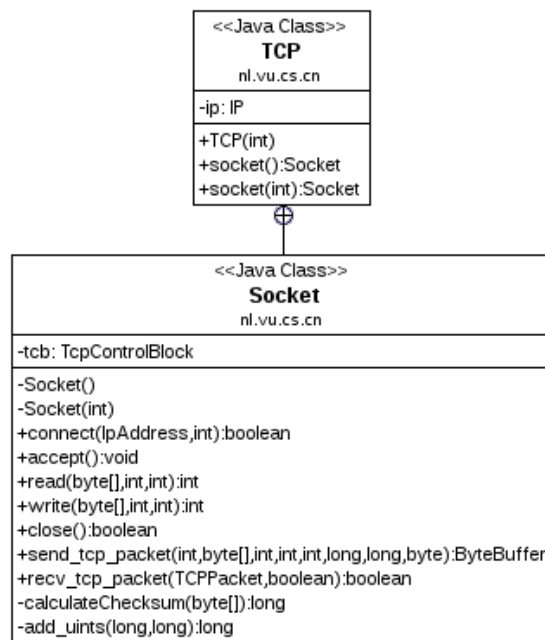 <<Java Class>>
TCP
nl.vu.cs.cn
-ip: IP
+TCP(int)
+socket():Socket
+socket(int):Socket
<<Java Class>>
Socket
nl.vu.cs.cn
-tcb: TcpControlBlock
-Socket()
-Socket(int)
+connect(IpAddress,int):boolean
+accept():void
+read(byte[],int,int):int
+write(byte[],int,int):int
+close():boolean
+send_tcp_packet(int,byte[],int,int,int,long,long,byte):ByteBuffer
+recv_tcp_packet(TCPPacket,boolean):boolean
-calculateChecksum(byte[]):long
-add_uints(long,long):long